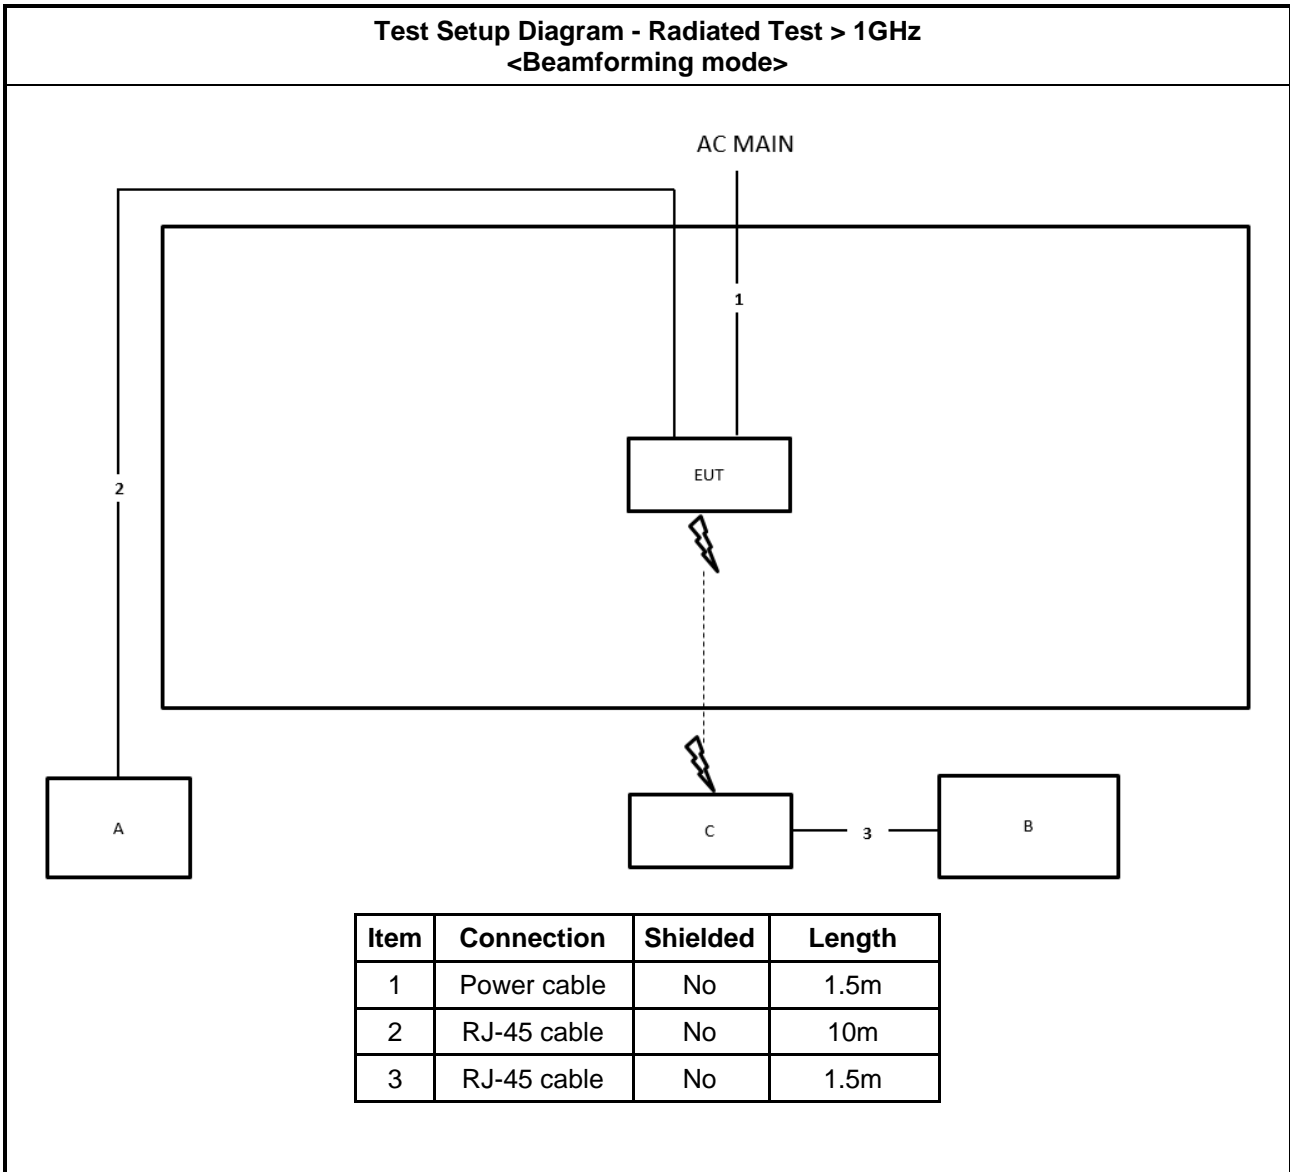 Test Setup Diagram - Radiated Test > 1GHz
<Beamforming mode>
AC MAIN
1
2
EUT
A
C
3
B
Item Connection Shielded Length
1 Power cable No 1.5m
2 RJ-45 cable No 10m
3 RJ-45 cable No 1.5m